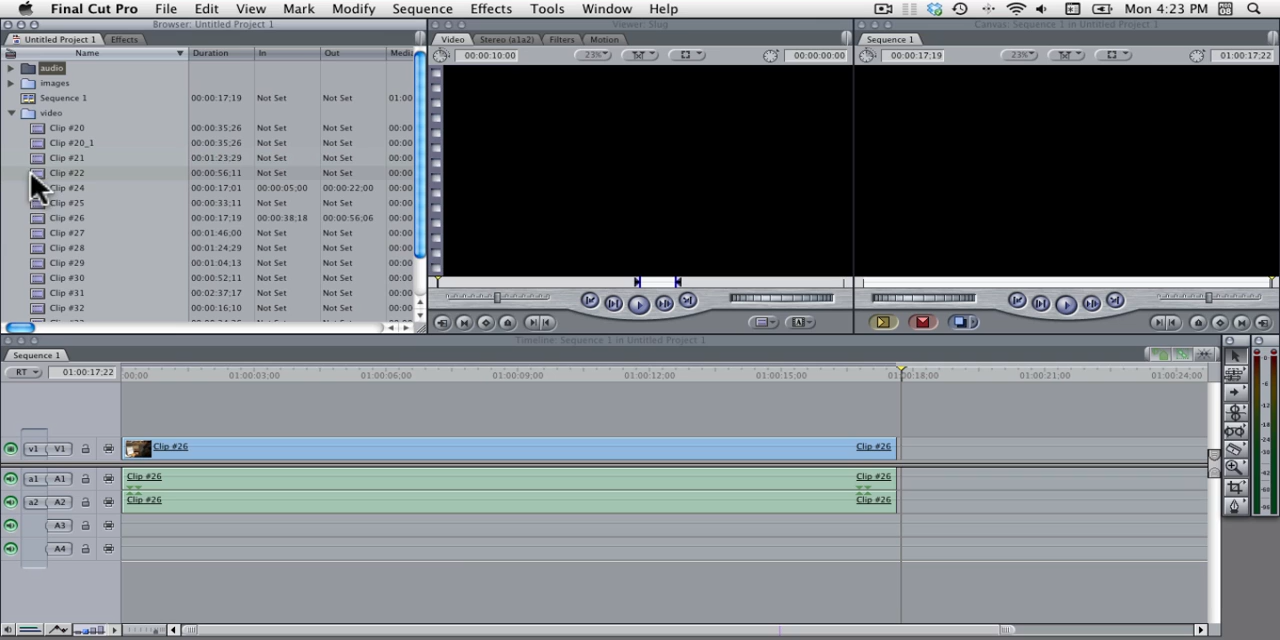 Final Cut Pro File Edit View Mark Modify Sequence Effects Tools Window Help Mon 4:23 PM
Browser: Untitled Project 1 Viewer: Slug Canvas: Sequence 1 in Untitled Project 1
Untitled Project 1 Effects Video Stereo (a1a2) Filters Motion Sequence 1
Name Duration In Out Media
00:00:10:00 23% 00:00:00:00 00:00:17;19 23% 01:00:17;22
audio
images
Sequence 1 00:00:17;19 Not Set Not Set 01:00
video
Clip #20 00:00:35;26 Not Set Not Set 00:00
Clip #20_1 00:00:35;26 Not Set Not Set 00:00
Clip #21 00:01:23;29 Not Set Not Set 00:00
Clip #22 00:00:56;11 Not Set Not Set 00:00
Clip #24 00:00:17;01 00:00:05;00 00:00:22;00 00:00
Clip #25 00:00:33;11 Not Set Not Set 00:00
Clip #26 00:00:17;19 00:00:38;18 00:00:56;06 00:00
Clip #27 00:01:46;00 Not Set Not Set 00:00
Clip #28 00:01:24;29 Not Set Not Set 00:00
Clip #29 00:01:04;13 Not Set Not Set 00:00
Clip #30 00:00:52;11 Not Set Not Set 00:00
Clip #31 00:02:37;17 Not Set Not Set 00:00
Clip #32 00:00:16;10 Not Set Not Set 00:00
Timeline: Sequence 1 in Untitled Project 1
Sequence 1
RT 01:00:17;22 :00;00 01:00:03;00 01:00:06;00 01:00:09;00 01:00:12;00 01:00:15;00 01:00:18;00 01:00:21;00 01:00:24;00
v1 V1 Clip #26 Clip #26
a1 A1 Clip #26 Clip #26
a2 A2 Clip #26 Clip #26
A3
A4